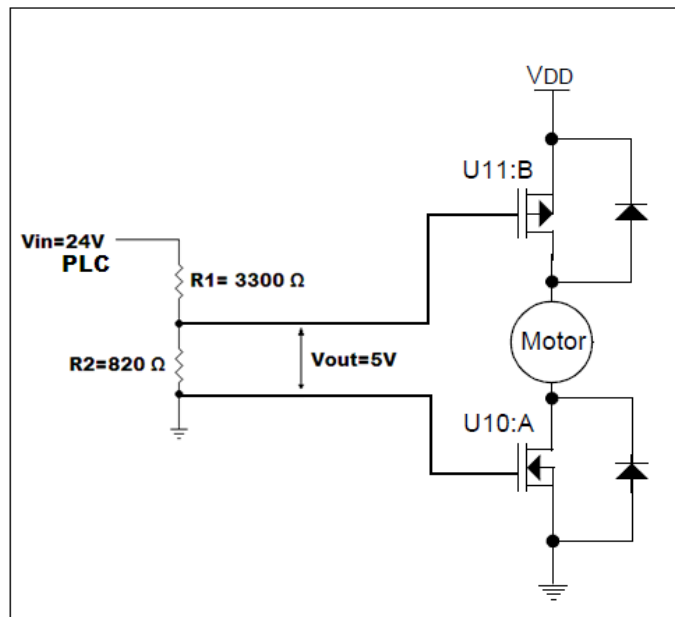 VDD
U11:B
Vin=24V
PLC
R1= 3300 Ω
Motor
R2=820 Ω
Vout=5V
U10:A